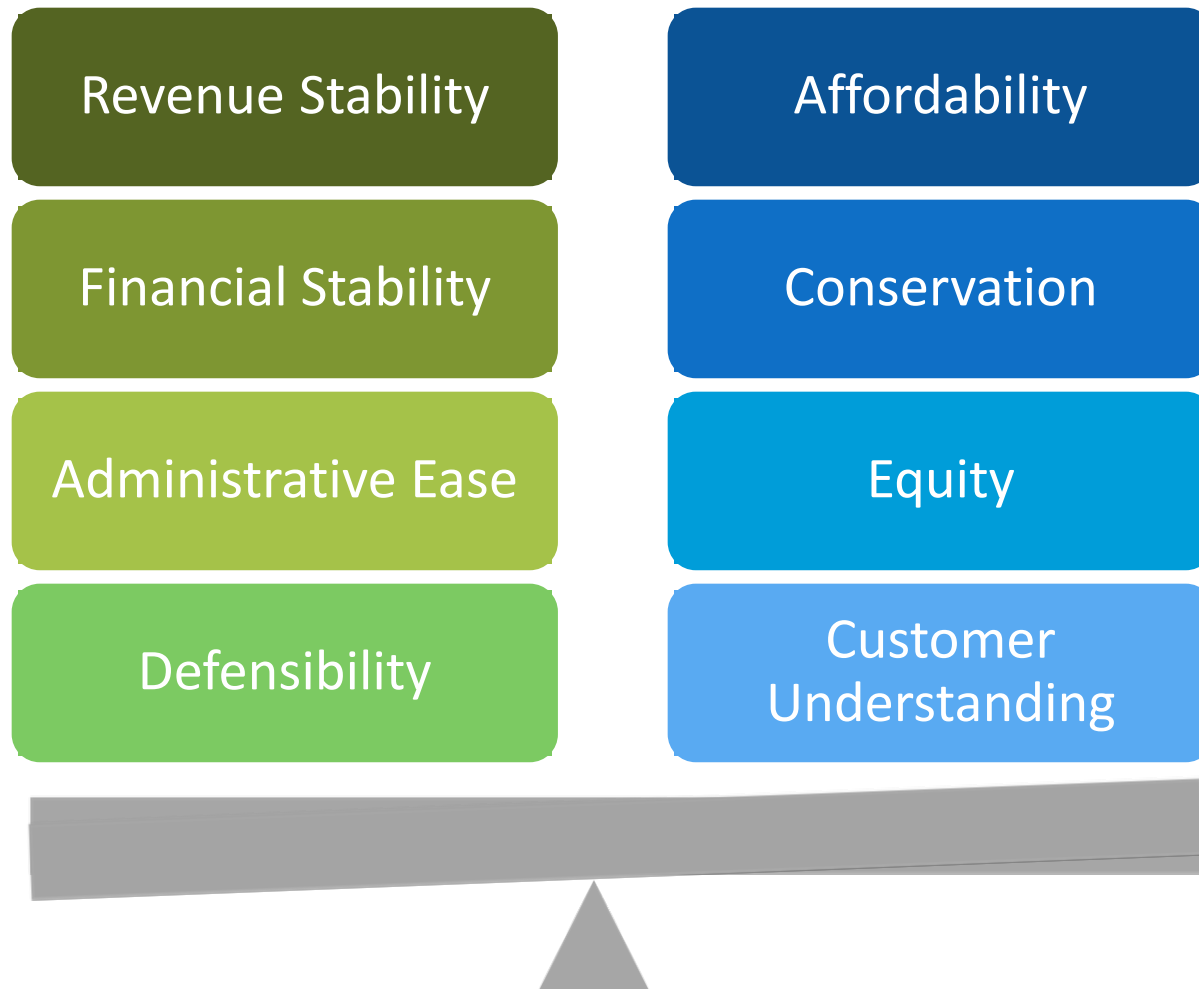 Revenue Stability
Financial Stability
Administrative Ease
Defensibility
Affordability
Conservation
Equity
Customer
Understanding